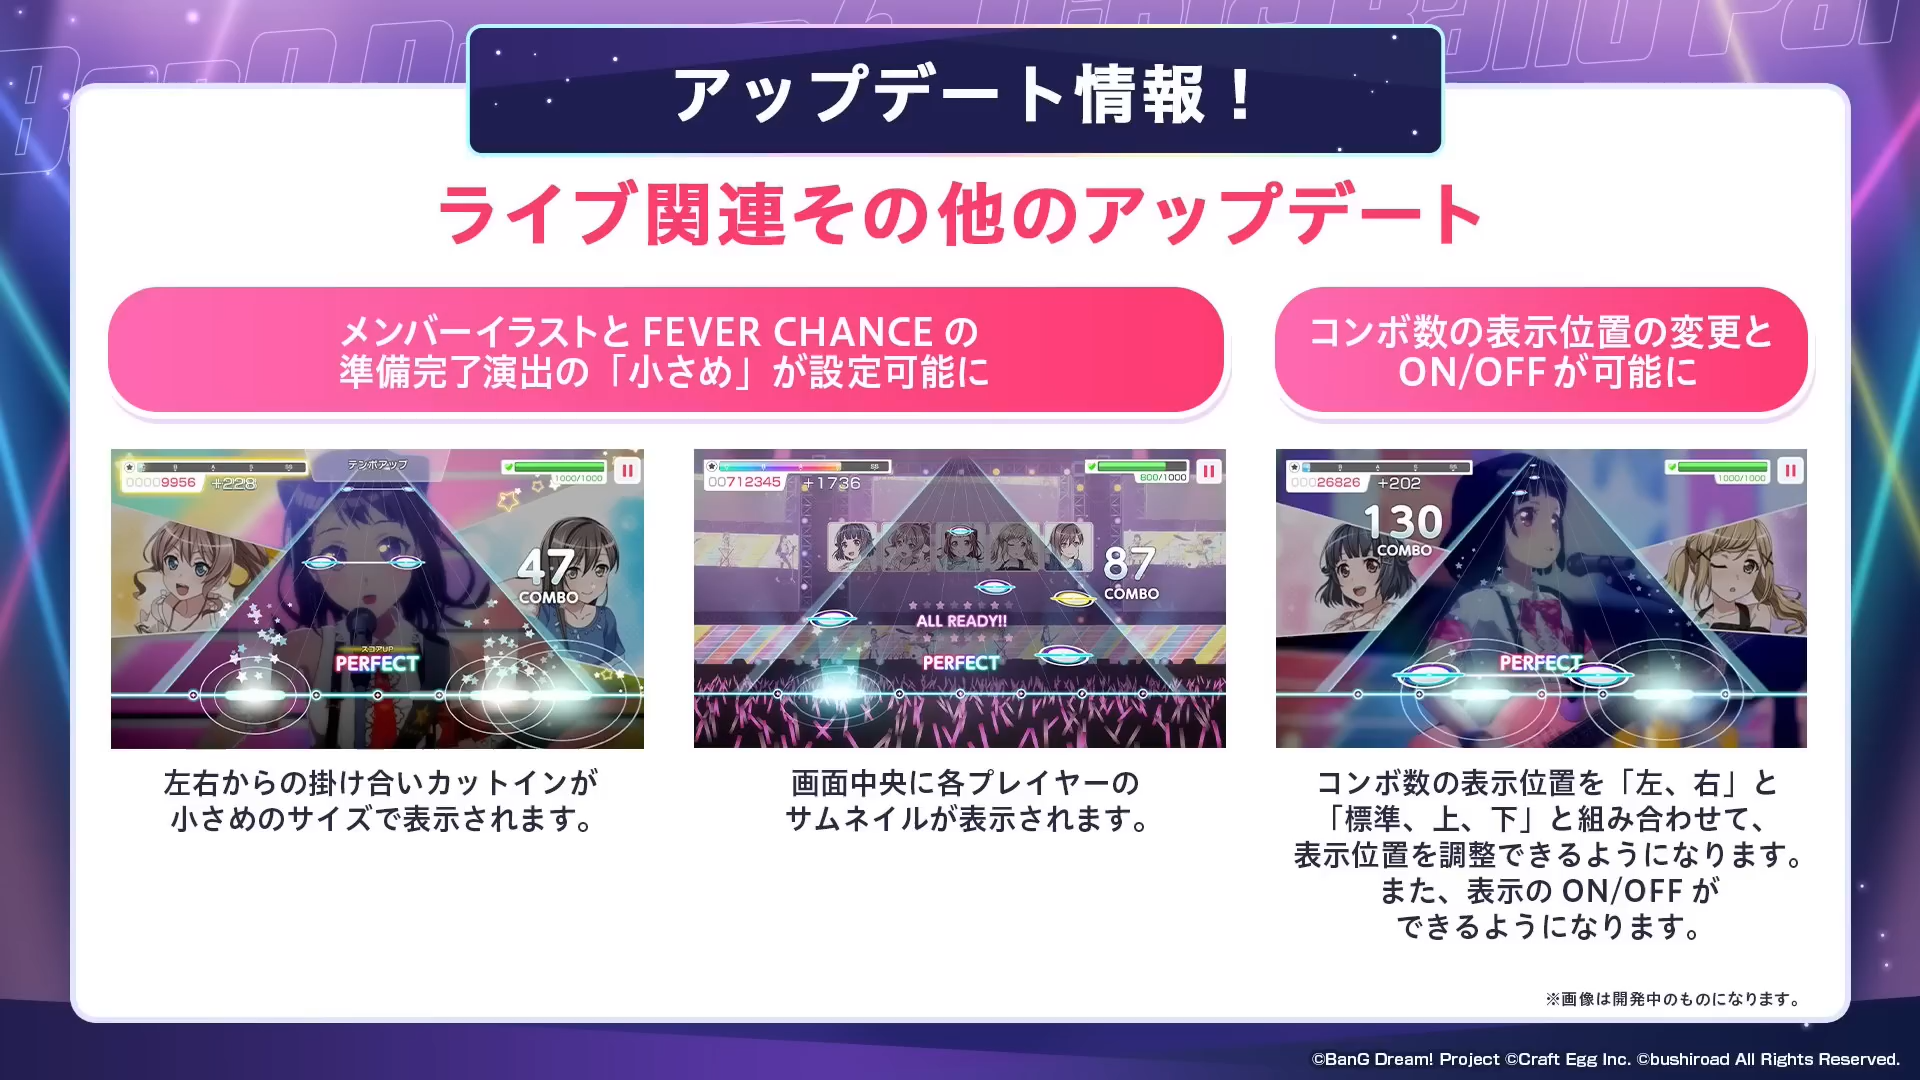 アップデート情報！
ライブ関連その他のアップデート
メンバーイラストと FEVER CHANCE の
準備完了演出の「小さめ」が設定可能に
コンボ数の表示位置の変更と
ON/OFF が可能に
テンポアップ
00009956 +228
1000/1000
47
COMBO
スコアUP
PERFECT
00712345 +1736
800/1000
87
COMBO
ALL READY!!
PERFECT
00026826 +202
1000/1000
130
COMBO
PERFECT
左右からの掛け合いカットインが
小さめのサイズで表示されます。
画面中央に各プレイヤーの
サムネイルが表示されます。
コンボ数の表示位置を「左、右」と
「標準、上、下」と組み合わせて、
表示位置を調整できるようになります。
また、表示の ON/OFF が
できるようになります。
※画像は開発中のものになります。
©BanG Dream! Project ©Craft Egg Inc. ©bushiroad All Rights Reserved.